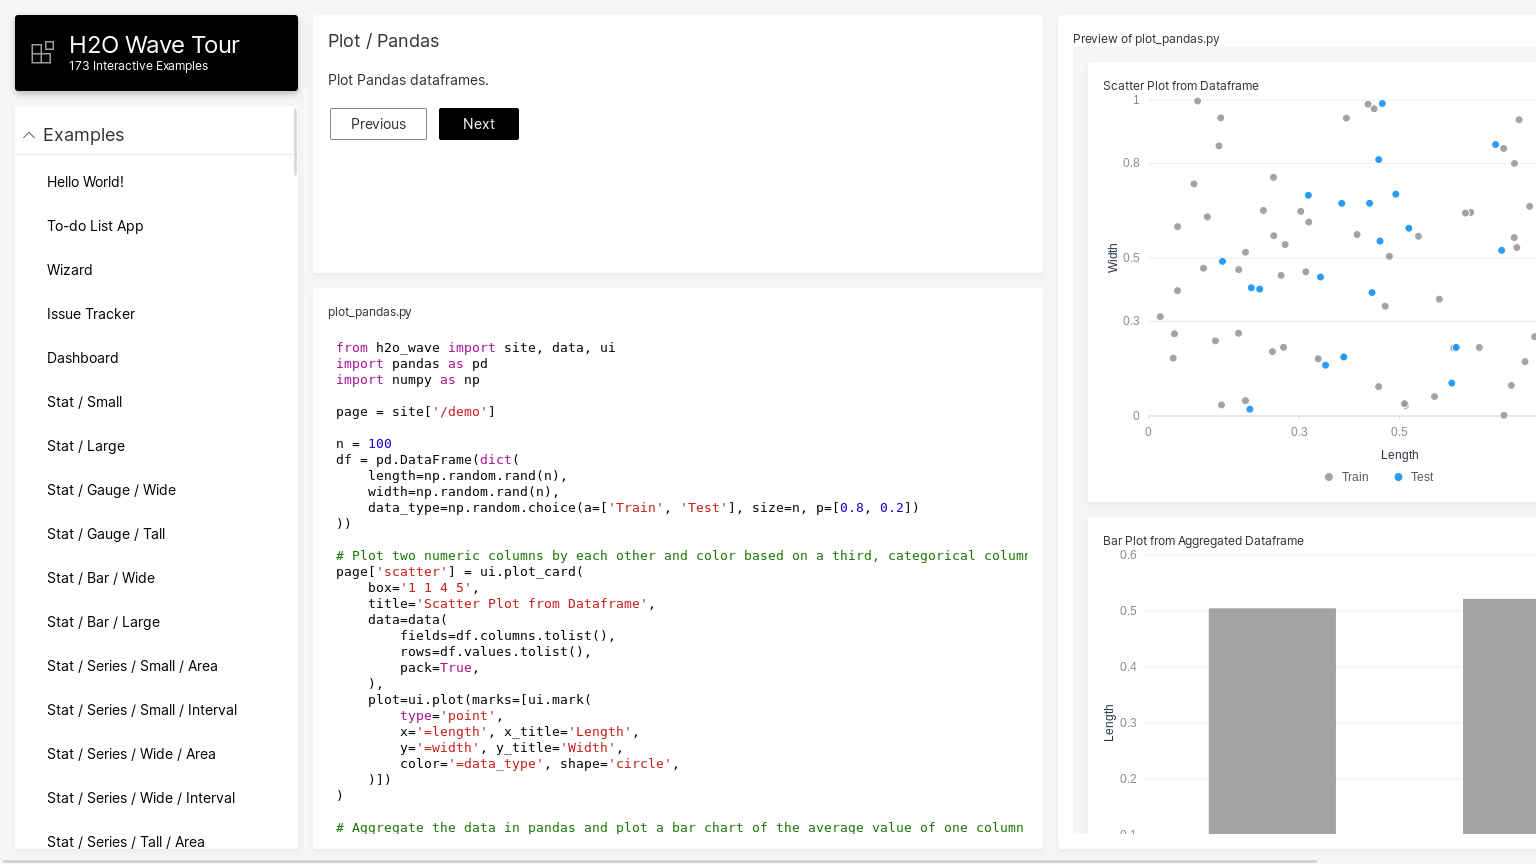 H2O Wave Tour
173 Interactive Examples
Examples
Hello World!
To-do List App
Wizard
Issue Tracker
Dashboard
Stat / Small
Stat / Large
Stat / Gauge / Wide
Stat / Gauge / Tall
Stat / Bar / Wide
Stat / Bar / Large
Stat / Series / Small / Area
Stat / Series / Small / Interval
Stat / Series / Wide / Area
Stat / Series / Wide / Interval
Stat / Series / Tall / Area
Plot / Pandas
Plot Pandas dataframes.
Previous
Next
plot_pandas.py
from h2o_wave import site, data, ui
import pandas as pd
import numpy as np
page = site['/demo']
n = 100
df = pd.DataFrame(dict(
length=np.random.rand(n),
width=np.random.rand(n),
data_type=np.random.choice(a=['Train', 'Test'], size=n, p=[0.8, 0.2])
))
# Plot two numeric columns by each other and color based on a third, categorical column
page['scatter'] = ui.plot_card(
box='1 1 4 5',
title='Scatter Plot from Dataframe',
data=data(
fields=df.columns.tolist(),
rows=df.values.tolist(),
pack=True,
),
plot=ui.plot(marks=[ui.mark(
type='point',
x='=length', x_title='Length',
y='=width', y_title='Width',
color='=data_type', shape='circle',
)])
)
# Aggregate the data in pandas and plot a bar chart of the average value of one column
Preview of plot_pandas.py
Scatter Plot from Dataframe
1
0.8
0.5
0.3
0
Width
0
0.3
0.5
Length
Train
Test
Bar Plot from Aggregated Dataframe
0.6
0.5
0.4
0.3
0.2
0.1
Length